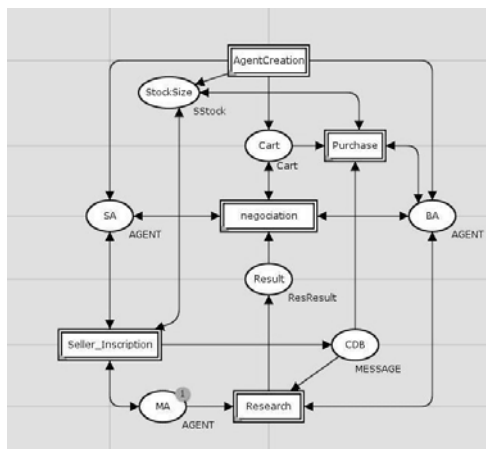 AgentCreation
StockSize
SStock
Cart
Purchase
Cart
SA
negociation
BA
AGENT
AGENT
Result
ResResult
Seller_Inscription
CDB
MESSAGE
1
MA
Research
AGENT